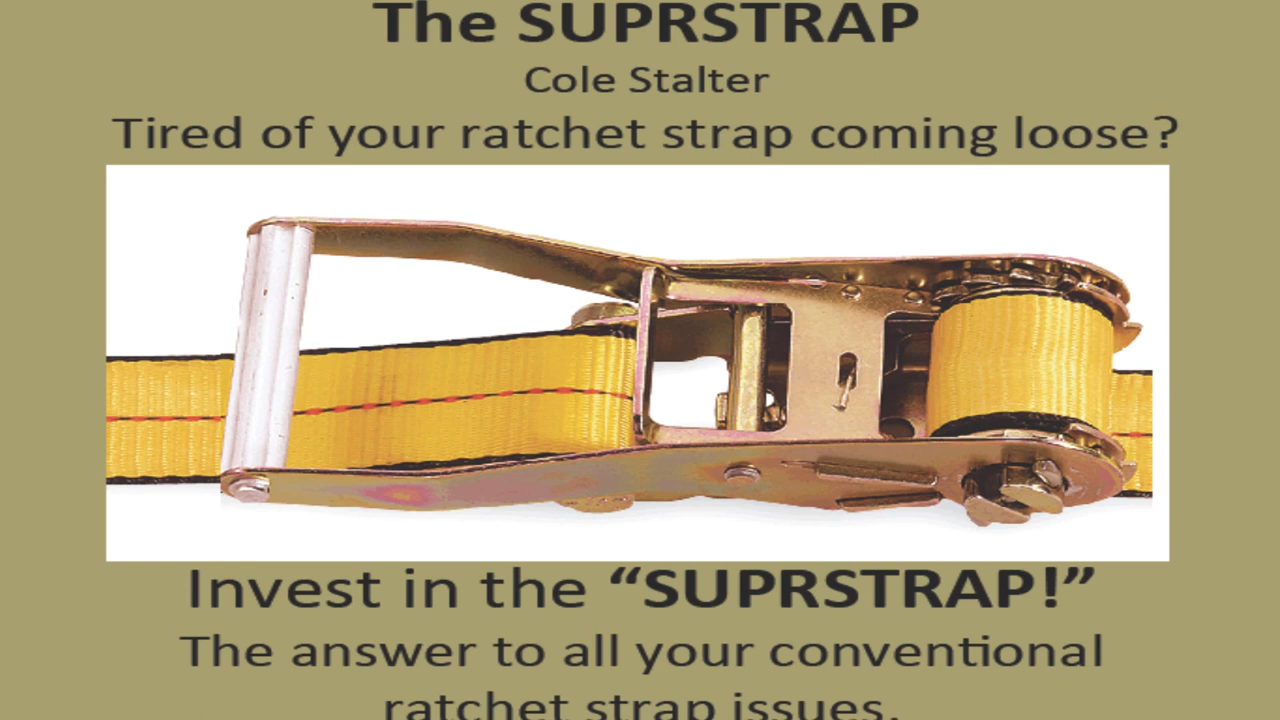 The SUPRSTRAP
Cole Stalter
Tired of your ratchet strap coming loose?
Invest in the “SUPRSTRAP!”
The answer to all your conventional
ratchet strap issues.